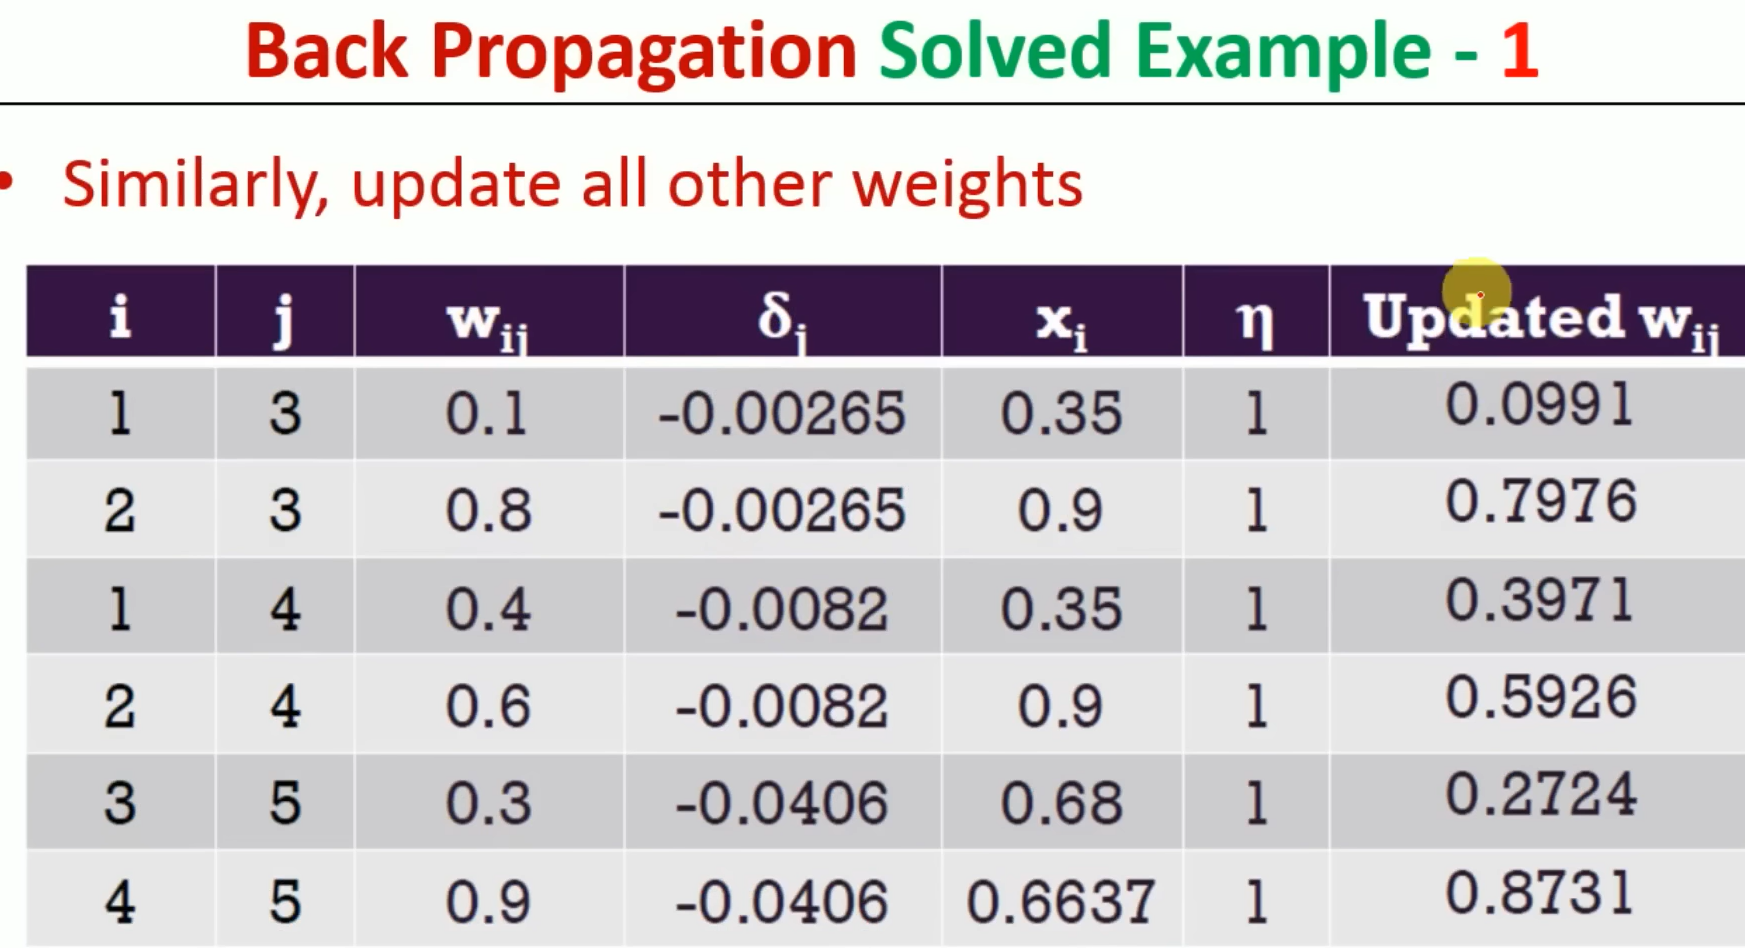 Back Propagation Solved Example - 1
• Similarly, update all other weights
i j wij δj xi η Updated wij
1 3 0.1 -0.00265 0.35 1 0.0991
2 3 0.8 -0.00265 0.9 1 0.7976
1 4 0.4 -0.0082 0.35 1 0.3971
2 4 0.6 -0.0082 0.9 1 0.5926
3 5 0.3 -0.0406 0.68 1 0.2724
4 5 0.9 -0.0406 0.6637 1 0.8731